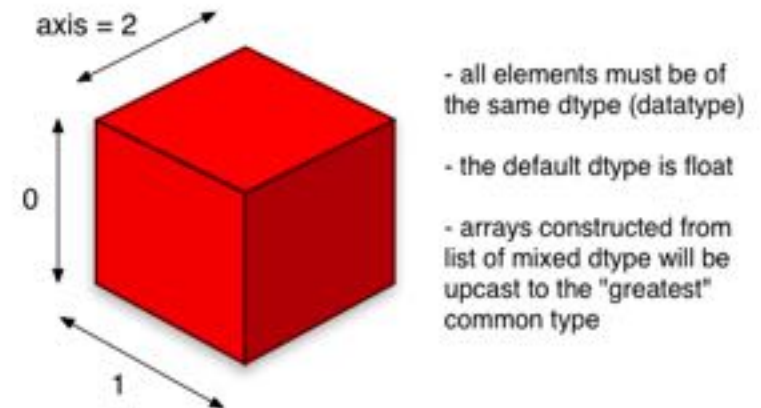 axis = 2
0
1
- all elements must be of
the same dtype (datatype)
- the default dtype is float
- arrays constructed from
list of mixed dtype will be
upcast to the "greatest"
common type